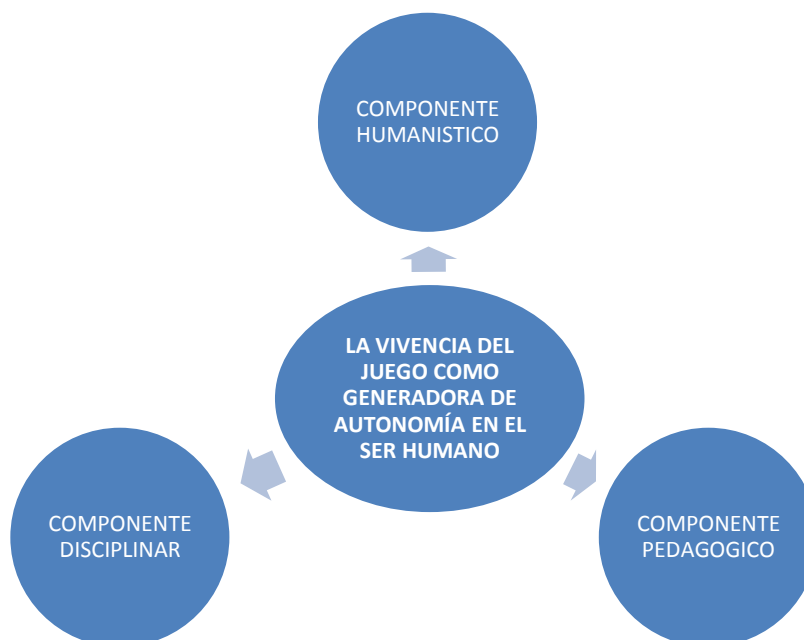 COMPONENTE
HUMANISTICO
LA VIVENCIA DEL
JUEGO COMO
GENERADORA DE
AUTONOMÍA EN EL
SER HUMANO
COMPONENTE
DISCIPLINAR
COMPONENTE
PEDAGOGICO